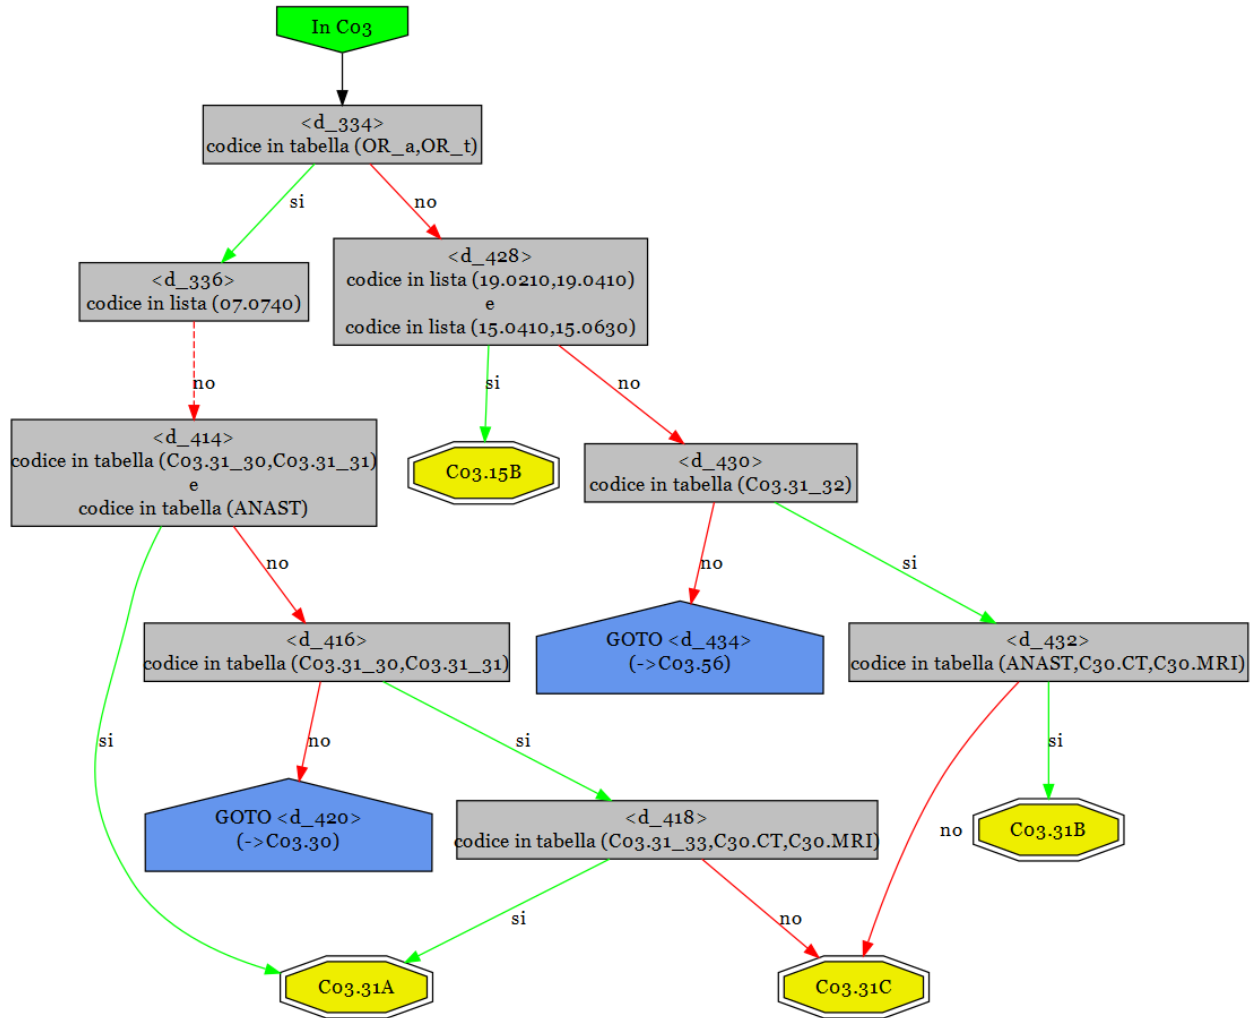 In C03
<d_334>
codice in tabella (OR_a,OR_t)
si
no
<d_336>
codice in lista (07.0740)
<d_428>
codice in lista (19.0210,19.0410)
e
codice in lista (15.0410,15.0630)
no
si
no
<d_414>
codice in tabella (C03.31_30,C03.31_31)
e
codice in tabella (ANAST)
C03.15B
<d_430>
codice in tabella (C03.31_32)
no
no
si
<d_416>
codice in tabella (C03.31_30,C03.31_31)
GOTO <d_434>
(->C03.56)
<d_432>
codice in tabella (ANAST,C30.CT,C30.MRI)
si
no
si
si
GOTO <d_420>
(->C03.30)
<d_418>
codice in tabella (C03.31_33,C30.CT,C30.MRI)
no
C03.31B
si
no
C03.31A
C03.31C